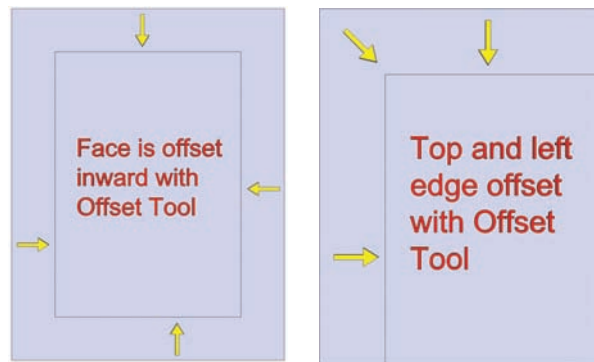 Face is offset
inward with
Offset Tool
Top and left
edge offset
with Offset
Tool